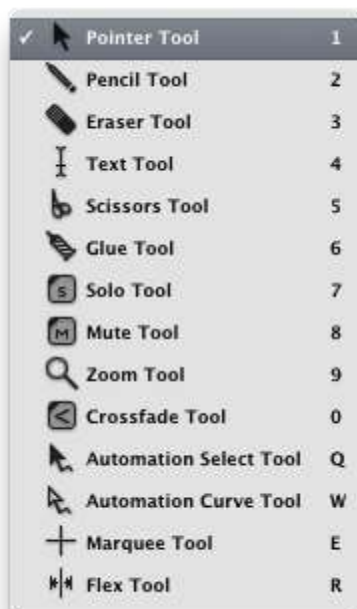 ✓ Pointer Tool 1
Pencil Tool 2
Eraser Tool 3
Text Tool 4
Scissors Tool 5
Glue Tool 6
S Solo Tool 7
M Mute Tool 8
Zoom Tool 9
Crossfade Tool 0
Automation Select Tool Q
Automation Curve Tool W
Marquee Tool E
Flex Tool R